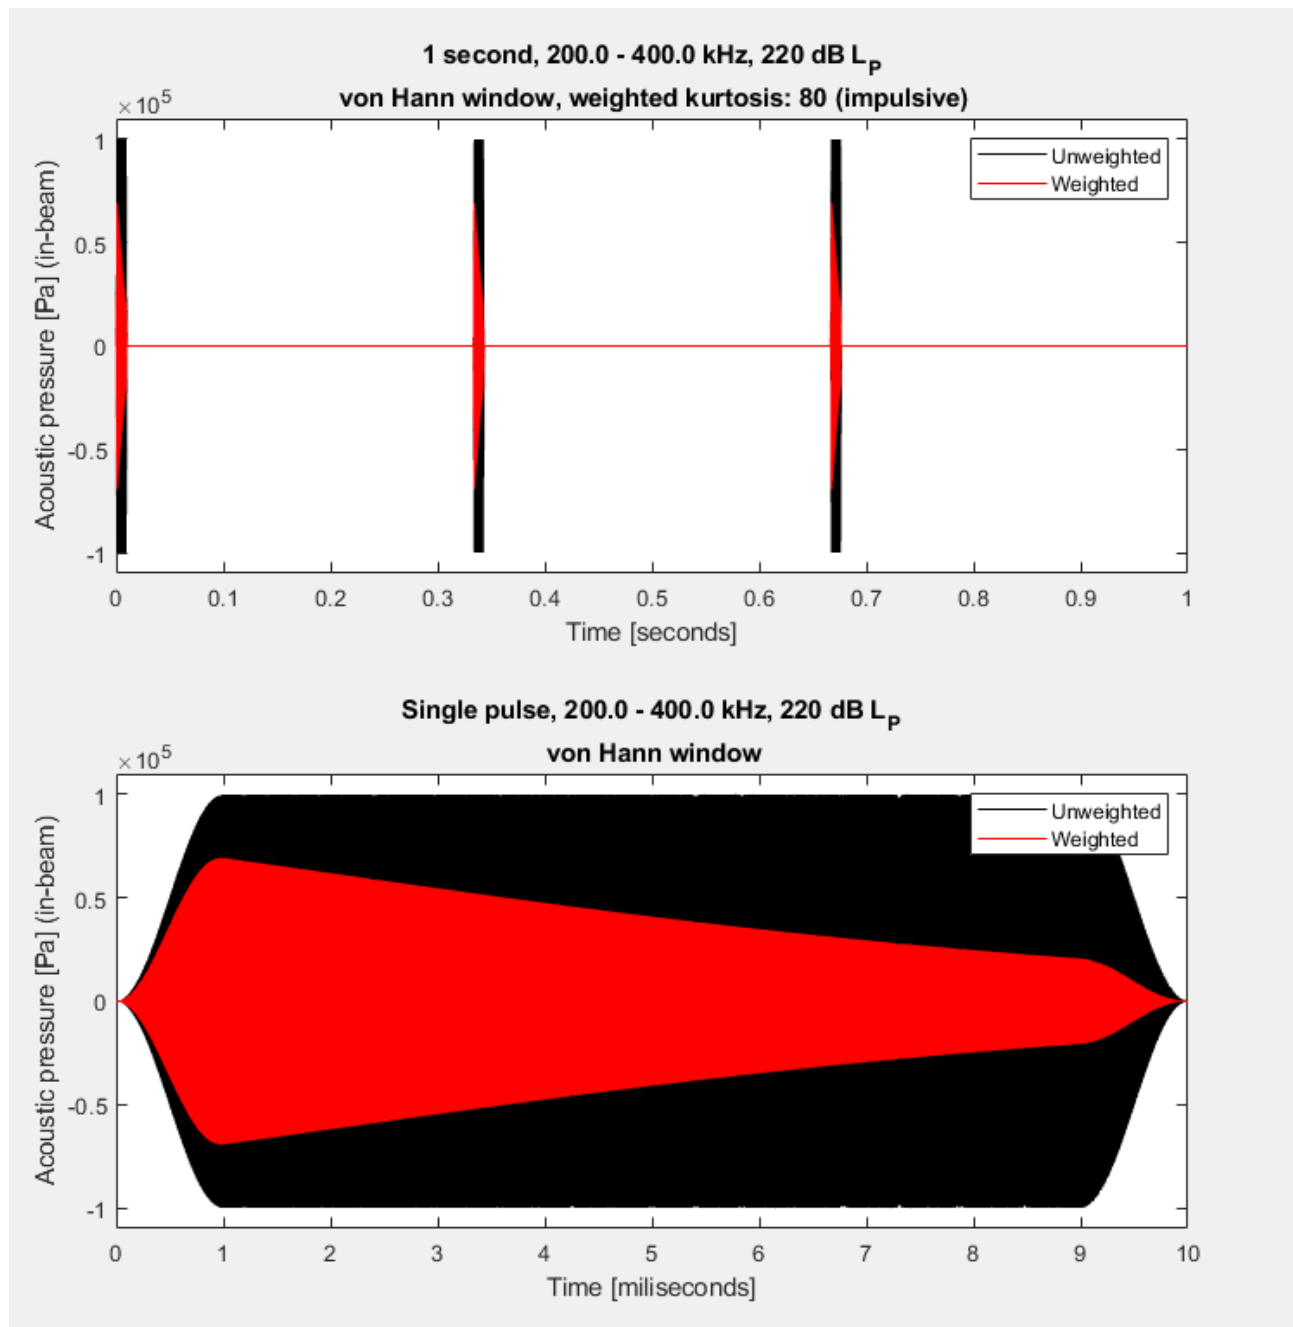 1 second, 200.0 - 400.0 kHz, 220 dB L_P
von Hann window, weighted kurtosis: 80 (impulsive)
×10^5
Acoustic pressure [Pa] (in-beam)
1
0.5
0
-0.5
-1
Unweighted
Weighted
0 0.1 0.2 0.3 0.4 0.5 0.6 0.7 0.8 0.9 1
Time [seconds]
Single pulse, 200.0 - 400.0 kHz, 220 dB L_P
von Hann window
×10^5
Acoustic pressure [Pa] (in-beam)
1
0.5
0
-0.5
-1
Unweighted
Weighted
0 1 2 3 4 5 6 7 8 9 10
Time [miliseconds]